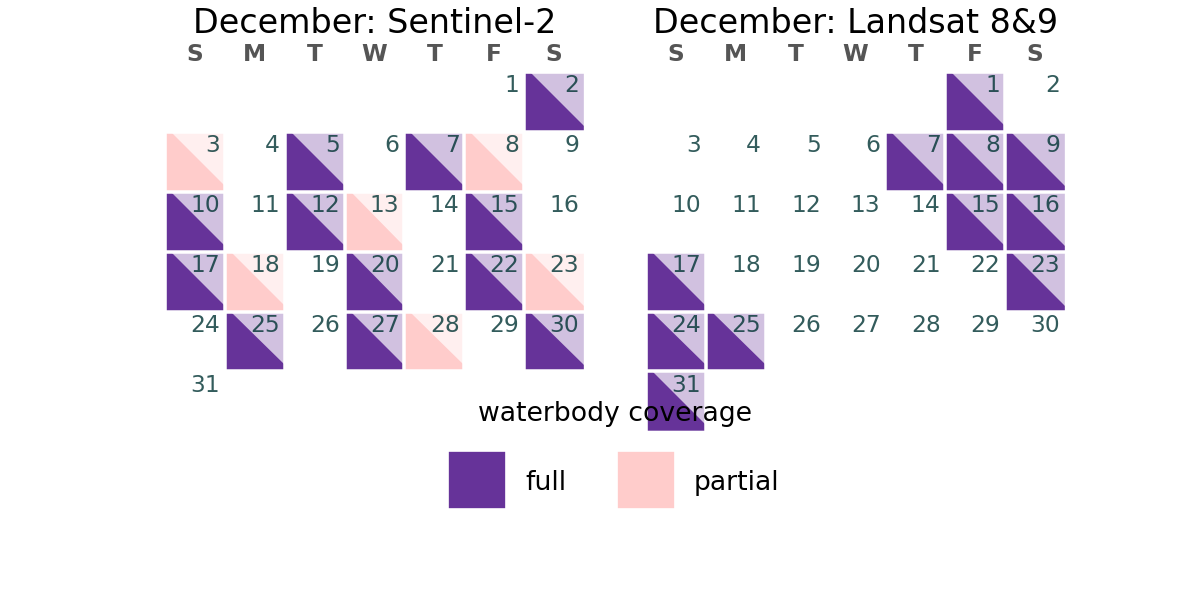 December: Sentinel-2
S M T W T F S
1 2
3 4 5 6 7 8 9
10 11 12 13 14 15 16
17 18 19 20 21 22 23
24 25 26 27 28 29 30
31
December: Landsat 8&9
S M T W T F S
1 2
3 4 5 6 7 8 9
10 11 12 13 14 15 16
17 18 19 20 21 22 23
24 25 26 27 28 29 30
31
waterbody coverage
full partial